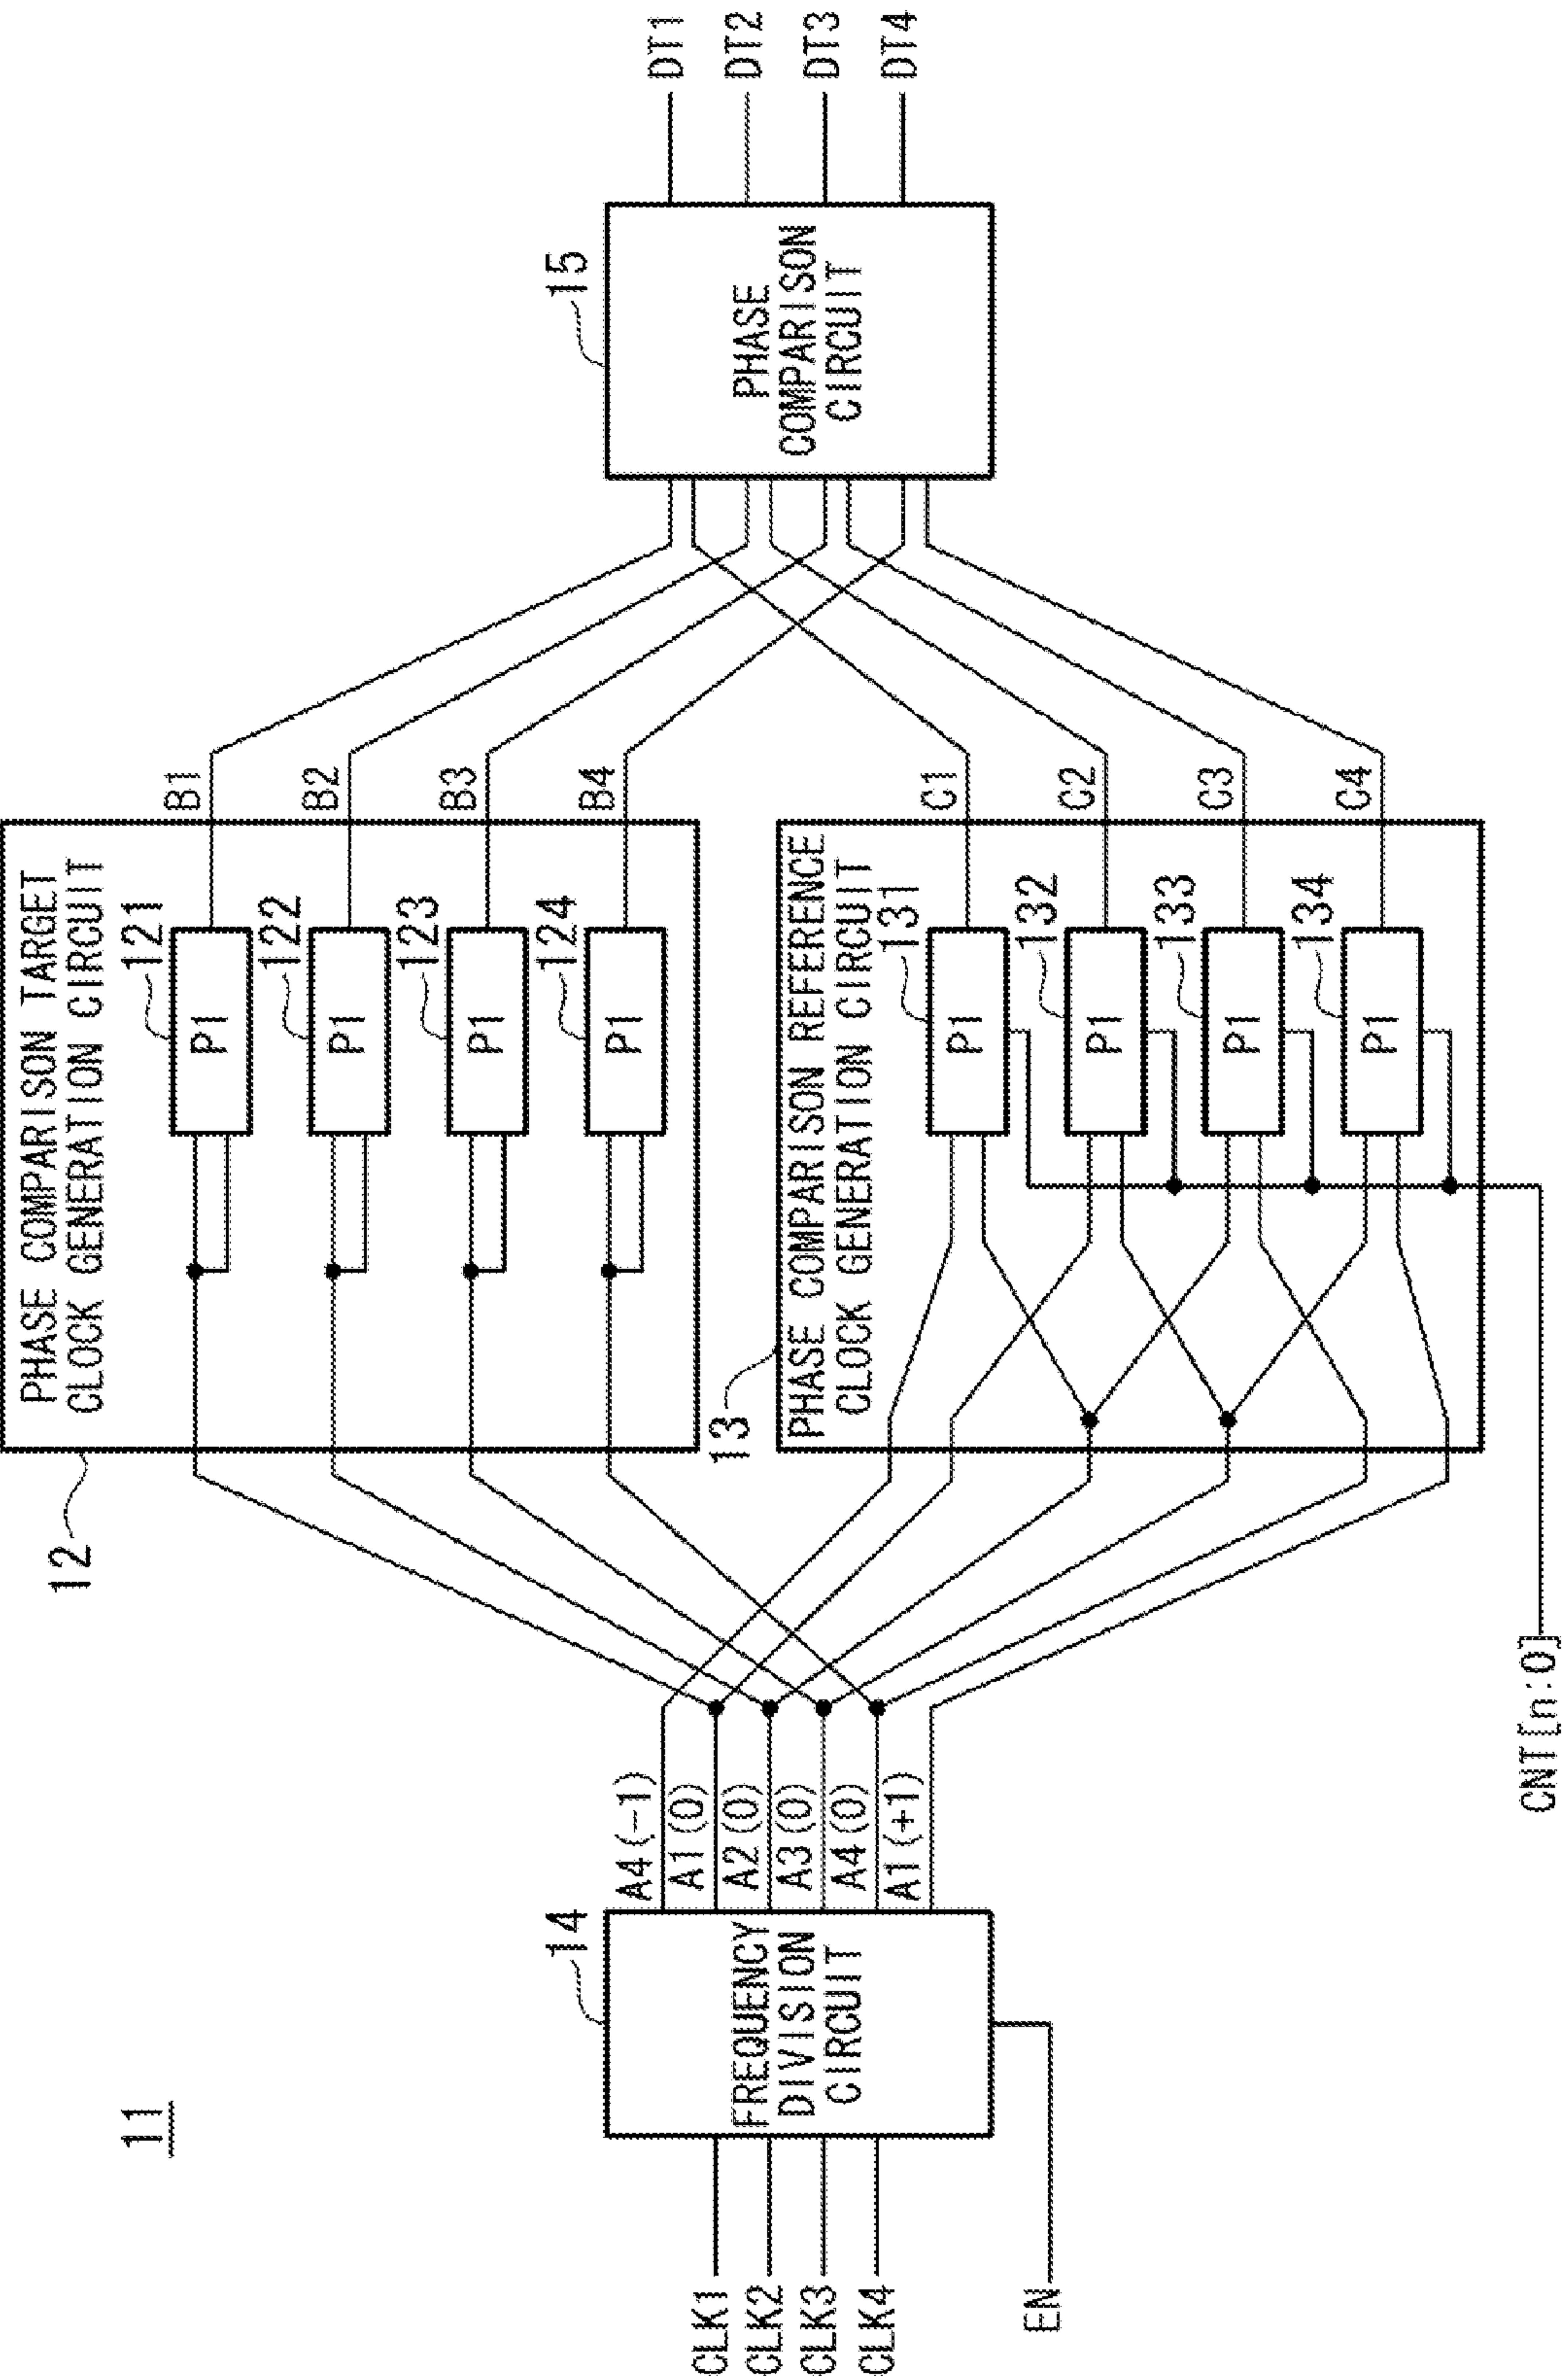 11
CLK1
CLK2
CLK3
CLK4
EN
14
FREQUENCY
DIVISION
CIRCUIT
A4(-1)
A1(0)
A2(0)
A3(0)
A4(0)
A1(+1)
12
PHASE COMPARISON TARGET
CLOCK GENERATION CIRCUIT
121
P1
122
P1
123
P1
124
P1
B1
B2
B3
B4
13
PHASE COMPARISON REFERENCE
CLOCK GENERATION CIRCUIT
131
P1
132
P1
133
P1
134
P1
C1
C2
C3
C4
CNT[n:0]
15
PHASE
COMPARISON
CIRCUIT
DT1
DT2
DT3
DT4